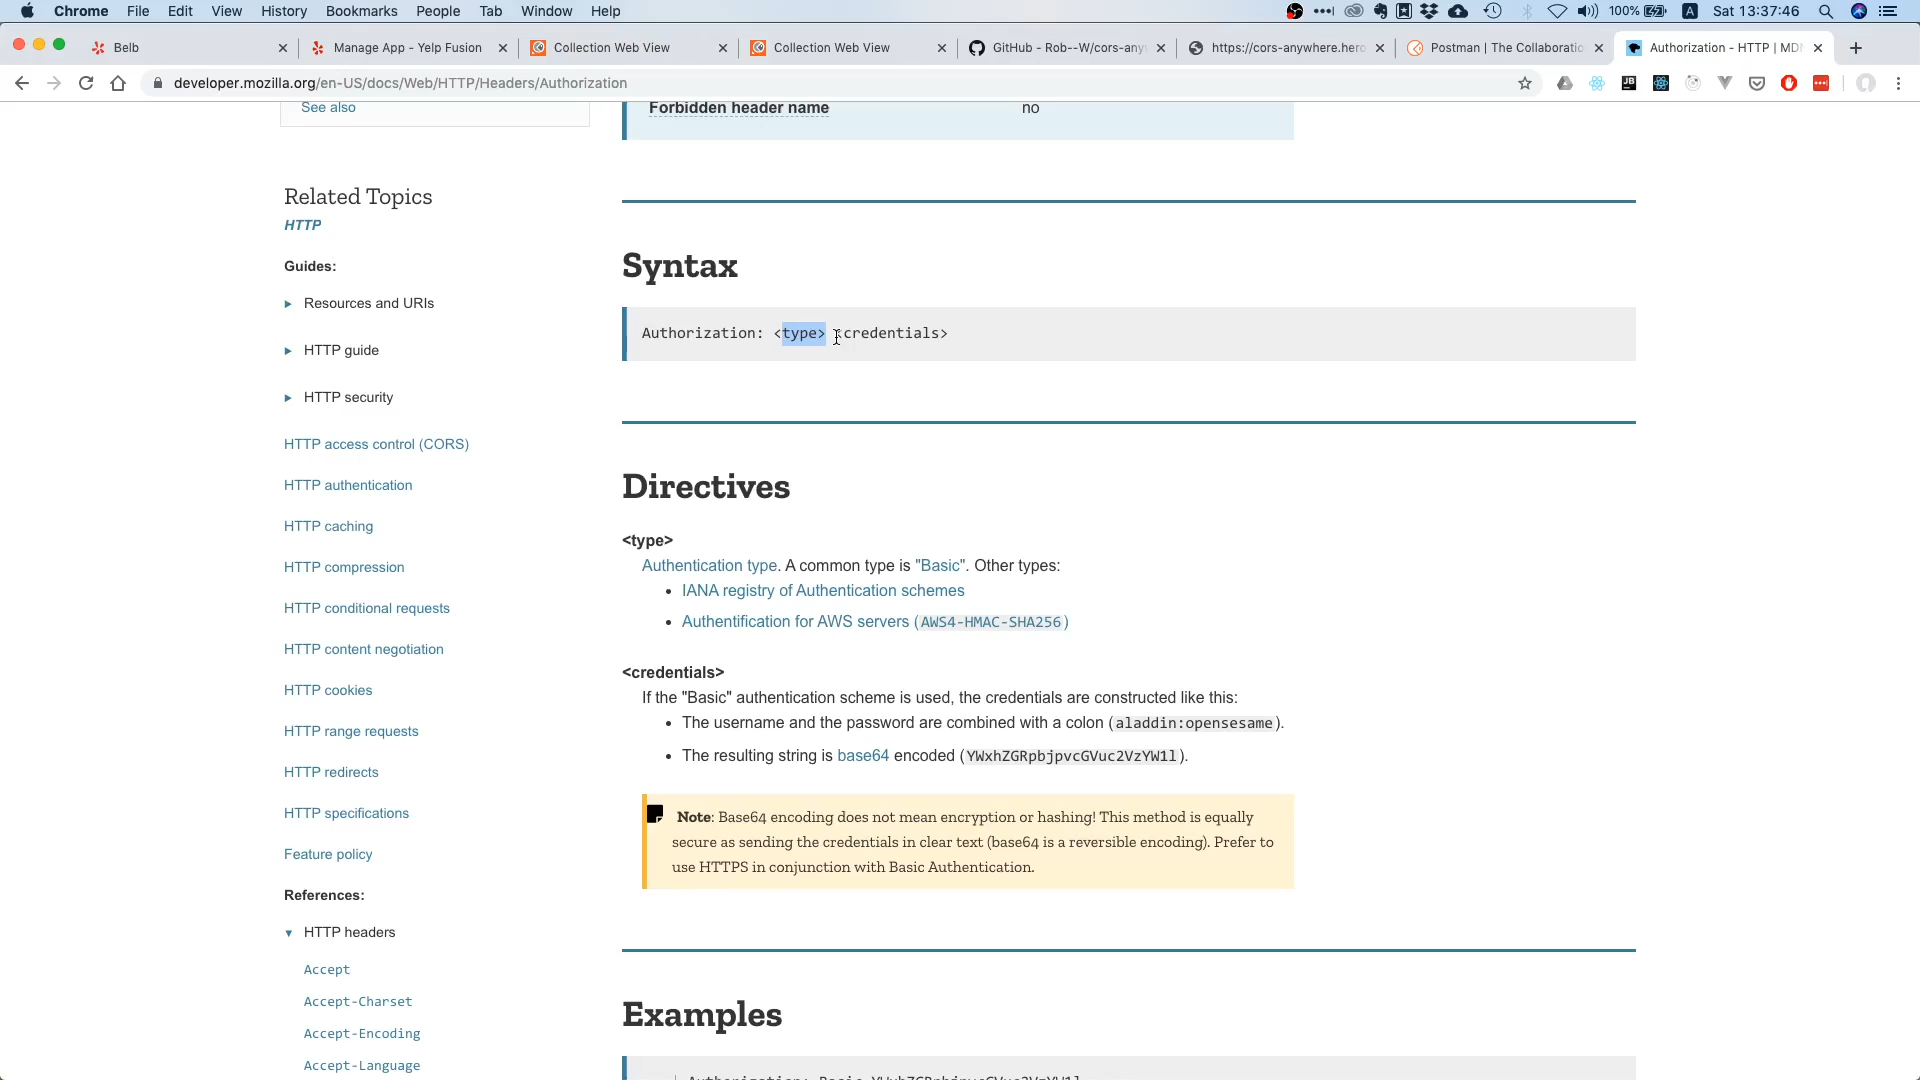 Chrome File Edit View History Bookmarks People Tab Window Help 100% A Sat 13:37:46
Belb
Manage App - Yelp Fusion
Collection Web View
Collection Web View
GitHub - Rob--W/cors-any
https://cors-anywhere.hero
Postman | The Collaboratio
Authorization - HTTP | MDN
developer.mozilla.org/en-US/docs/Web/HTTP/Headers/Authorization
JB
See also
Forbidden header name no
Related Topics
HTTP
Guides:
Resources and URIs
HTTP guide
HTTP security
HTTP access control (CORS)
HTTP authentication
HTTP caching
HTTP compression
HTTP conditional requests
HTTP content negotiation
HTTP cookies
HTTP range requests
HTTP redirects
HTTP specifications
Feature policy
References:
HTTP headers
Accept
Accept-Charset
Accept-Encoding
Accept-Language
Syntax
Authorization: <type> <credentials>
Directives
<type>
Authentication type. A common type is "Basic". Other types:
• IANA registry of Authentication schemes
• Authentification for AWS servers (AWS4-HMAC-SHA256)
<credentials>
If the "Basic" authentication scheme is used, the credentials are constructed like this:
• The username and the password are combined with a colon (aladdin:opensesame).
• The resulting string is base64 encoded (YWxhZGRpbjpvcGVuc2VzYW1l).
Note: Base64 encoding does not mean encryption or hashing! This method is equally
secure as sending the credentials in clear text (base64 is a reversible encoding). Prefer to
use HTTPS in conjunction with Basic Authentication.
Examples
Authorization: Basic YWxhZGRpbjpvcGVuc2VzYW1l